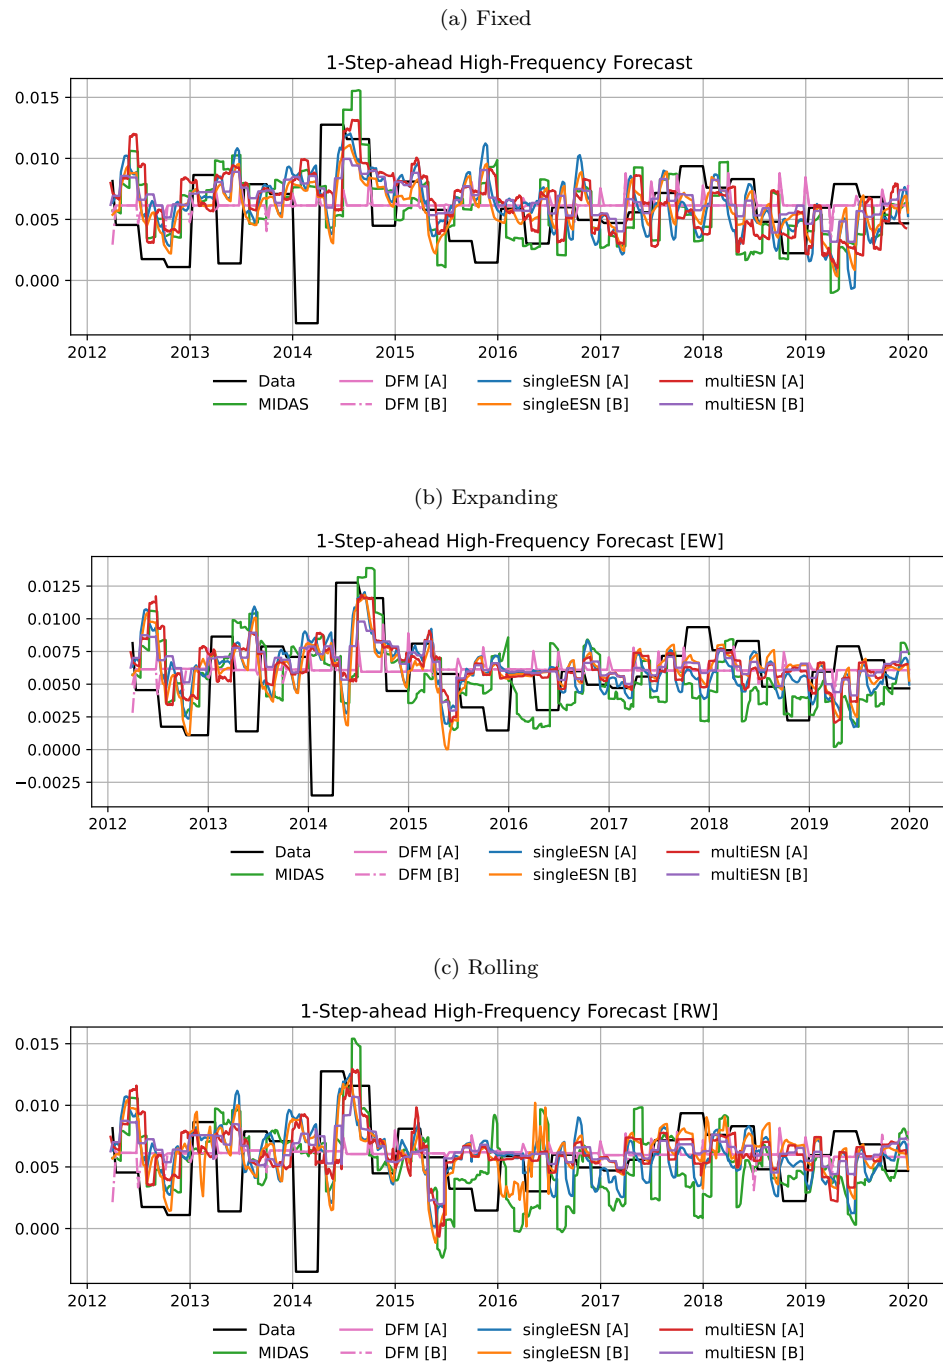 (a) Fixed
1-Step-ahead High-Frequency Forecast
0.015
0.010
0.005
0.000
2012 2013 2014 2015 2016 2017 2018 2019 2020
Data DFM [A] singleESN [A] multiESN [A]
MIDAS DFM [B] singleESN [B] multiESN [B]
(b) Expanding
1-Step-ahead High-Frequency Forecast [EW]
0.0125
0.0100
0.0075
0.0050
0.0025
0.0000
−0.0025
2012 2013 2014 2015 2016 2017 2018 2019 2020
Data DFM [A] singleESN [A] multiESN [A]
MIDAS DFM [B] singleESN [B] multiESN [B]
(c) Rolling
1-Step-ahead High-Frequency Forecast [RW]
0.015
0.010
0.005
0.000
2012 2013 2014 2015 2016 2017 2018 2019 2020
Data DFM [A] singleESN [A] multiESN [A]
MIDAS DFM [B] singleESN [B] multiESN [B]